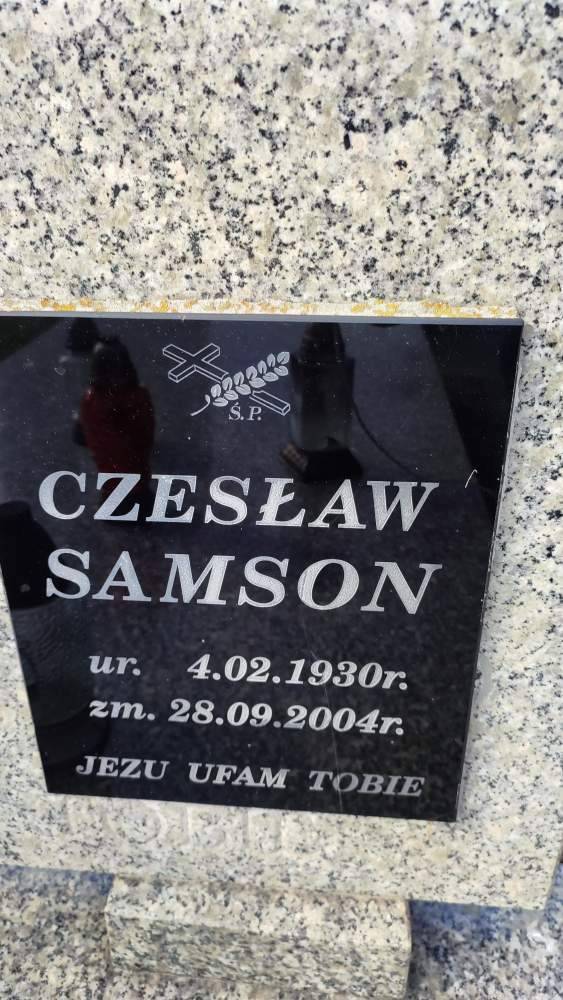 Ś.P.
CZESŁAW
SAMSON
ur. 4.02.1930r.
zm. 28.09.2004r.
JEZU UFAM TOBIE